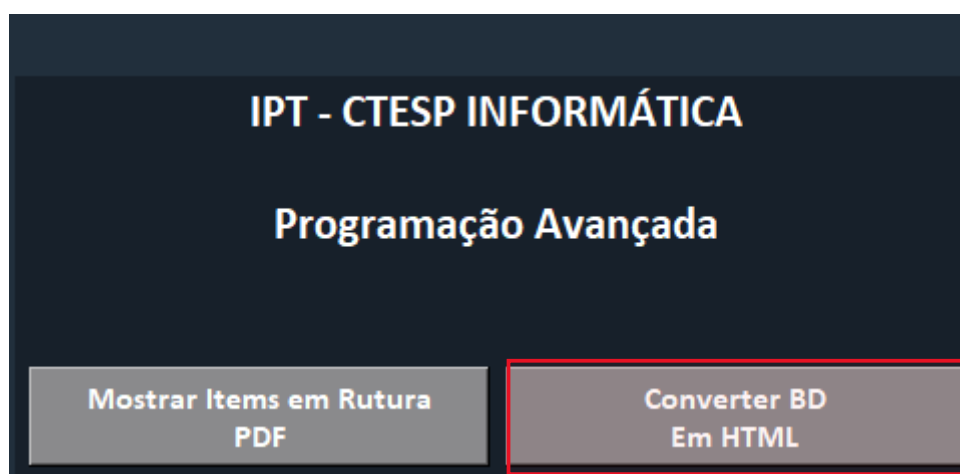 IPT - CTESP INFORMÁTICA
Programação Avançada
Mostrar Items em Rutura
PDF
Converter BD
Em HTML